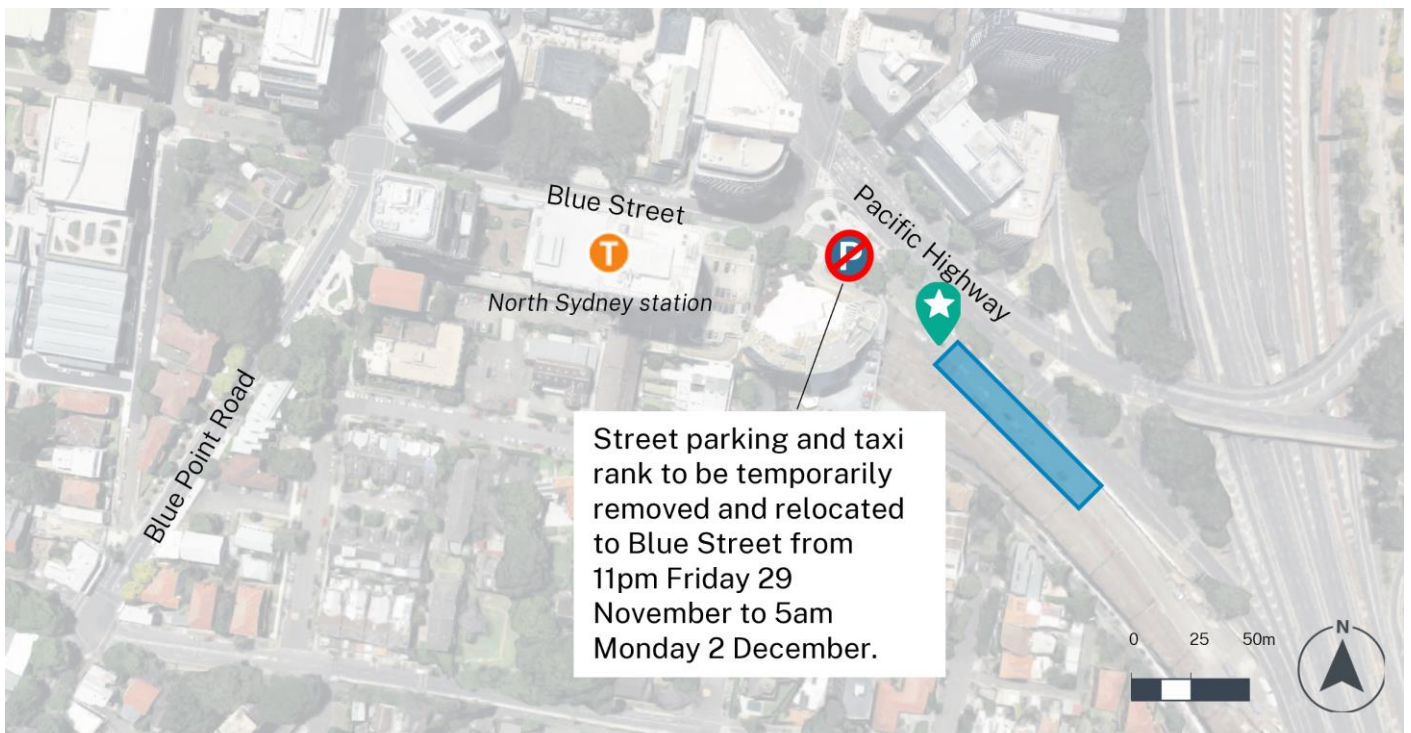 Blue Street
Pacific Highway
T
P
North Sydney station
Blue Point Road
Street parking and taxi
rank to be temporarily
removed and relocated
to Blue Street from
11pm Friday 29
November to 5am
Monday 2 December.
0 25 50m
N